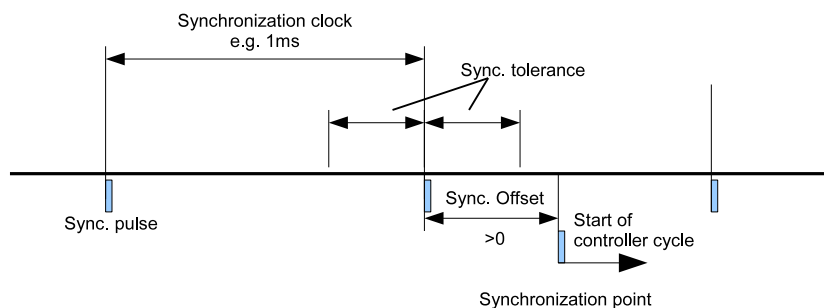 Synchronization clock
e.g. 1ms
Sync. tolerance
Sync. pulse
Sync. Offset
>0
Start of
controller cycle
Synchronization point